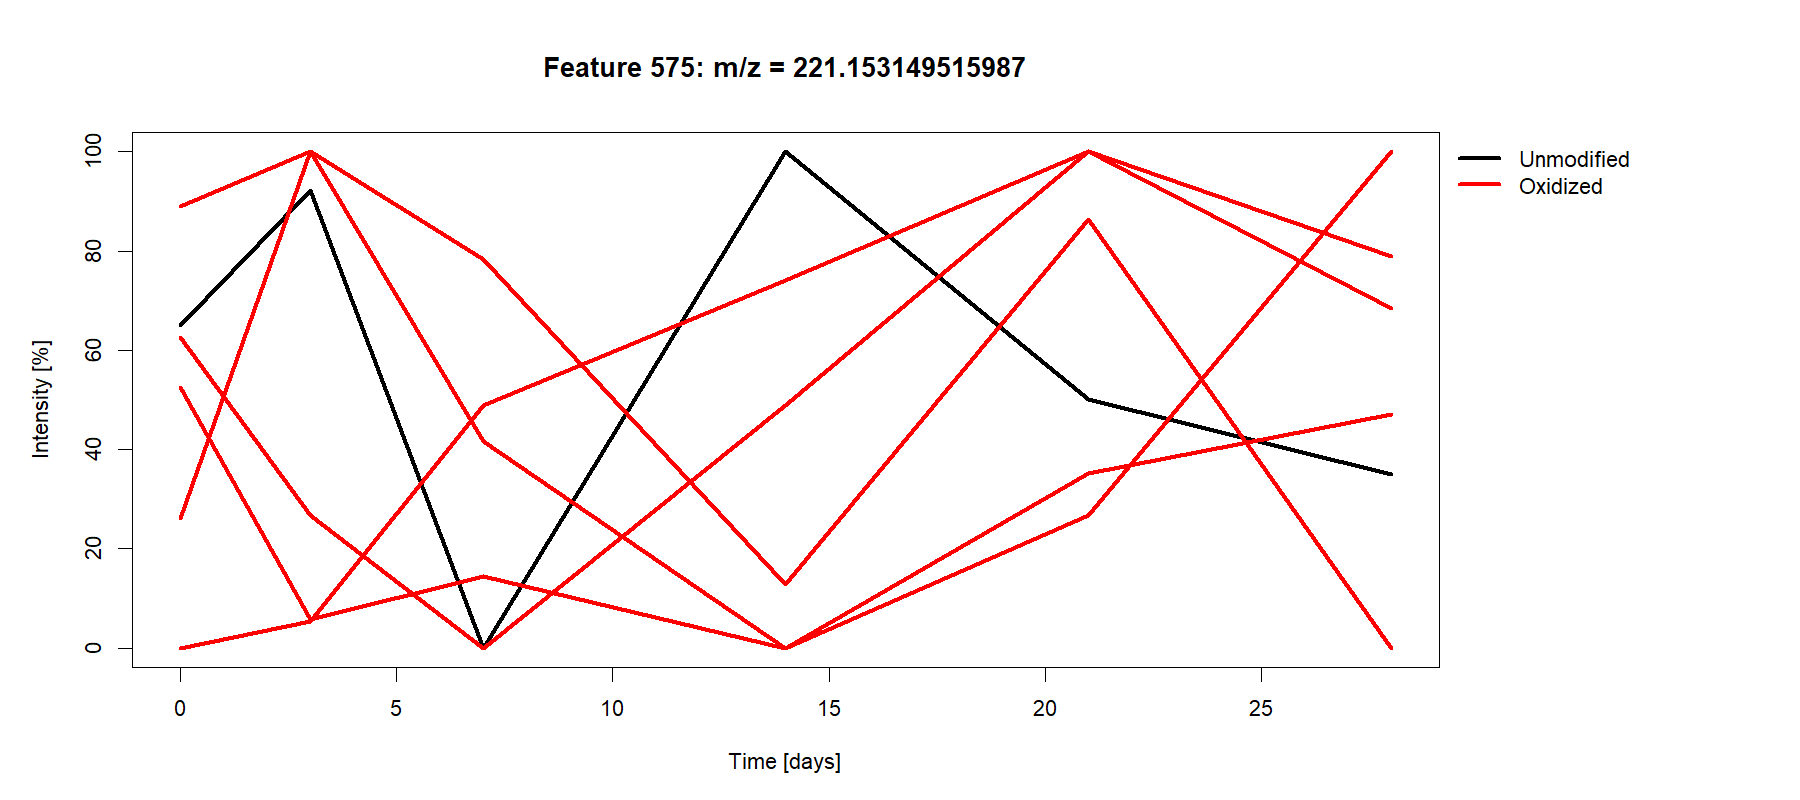 Feature 575: m/z = 221.153149515987
Unmodified
Oxidized
Intensity [%]
100
80
60
40
20
0
0 5 10 15 20 25
Time [days]